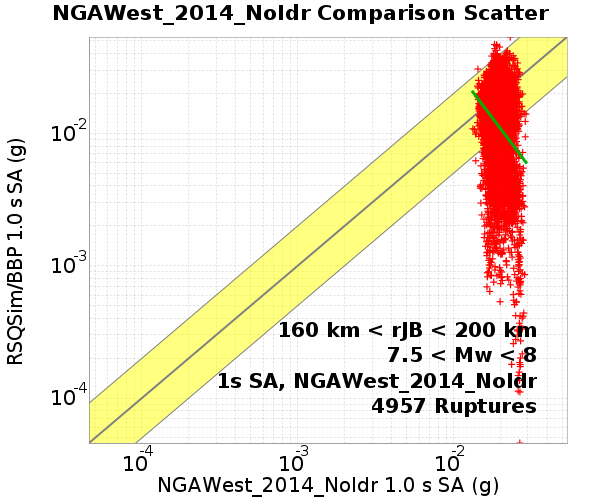 NGAWest_2014_NoIdr Comparison Scatter
RSQSim/BBP 1.0 s SA (g)
10-2
10-3
10-4
160 km < rJB < 200 km
7.5 < Mw < 8
1s SA, NGAWest_2014_NoIdr
4957 Ruptures
10-4 10-3 10-2
NGAWest_2014_NoIdr 1.0 s SA (g)